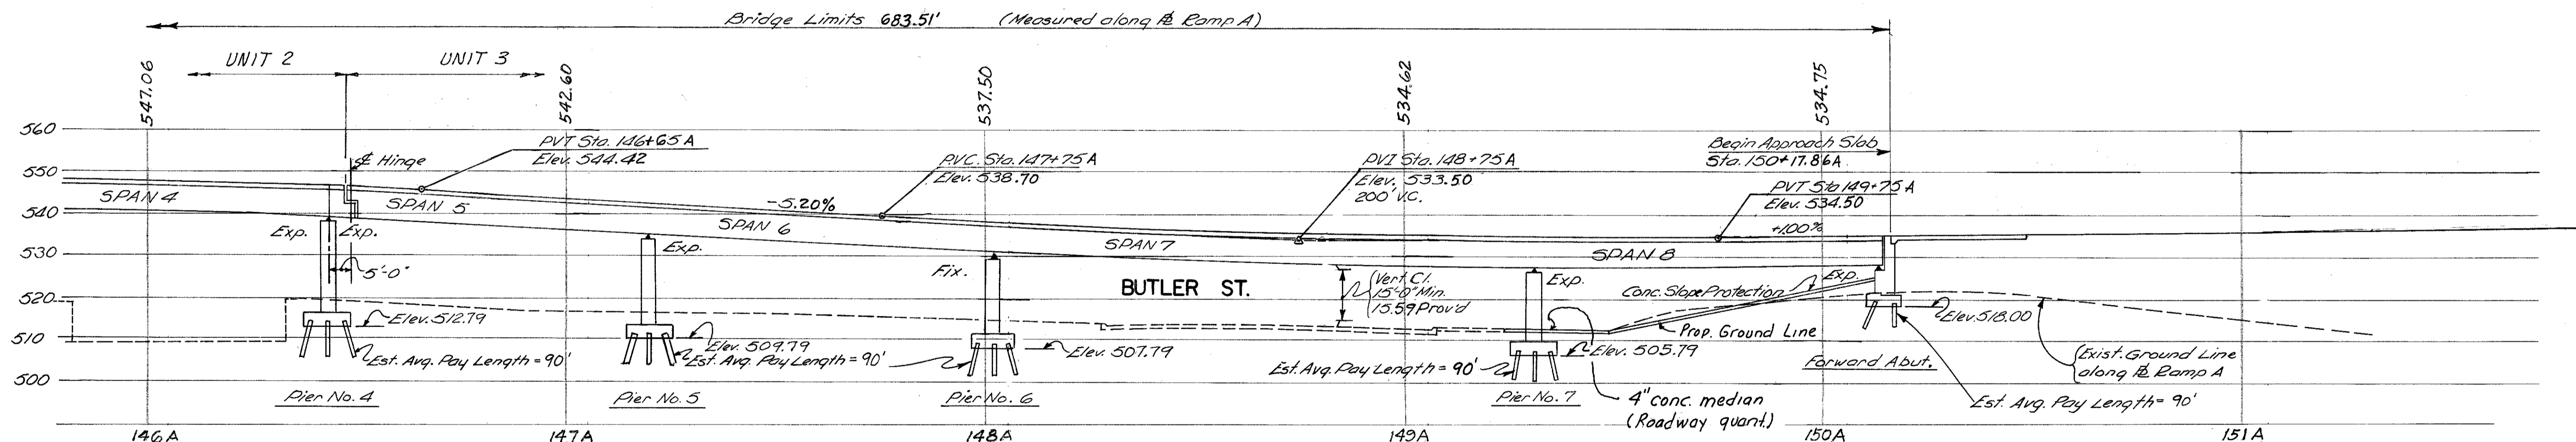 Bridge Limits 683.51' (Measured along ℙ Ramp A)
UNIT 2
UNIT 3
547.06
542.60
537.50
534.62
534.75
560
550
540
530
520
510
500
PVT Sta. 146+65 A
Elev. 544.42
℄ Hinge
P.V.C. Sta. 147+75 A
Elev. 538.70
PVI Sta. 148+75 A
Elev. 533.50
200' V.C.
Begin Approach Slab
Sta. 150+17.86 A
PVT Sta 149+75 A
Elev. 534.50
+1.00%
-5.20%
SPAN 4
SPAN 5
SPAN 6
SPAN 7
SPAN 8
Exp.
Exp.
5'-0"
Exp.
Fix.
BUTLER ST.
Vert. Cl.
15'-0" Min.
15.59 Prov'd
Exp.
Conc. Slope Protection
Exp.
Prop. Ground Line
Elev. 512.79
Est. Avg. Pay Length = 90'
Elev. 509.79
Est. Avg. Pay Length = 90'
Elev. 507.79
Est. Avg. Pay Length = 90'
Elev. 505.79
Elev. 518.00
Exist. Ground Line
along ℙ Ramp A
Est. Avg. Pay Length = 90'
4" conc. median
(Roadway quant.)
Pier No. 4
Pier No. 5
Pier No. 6
Pier No. 7
Forward Abut.
146A
147A
148A
149A
150A
151A